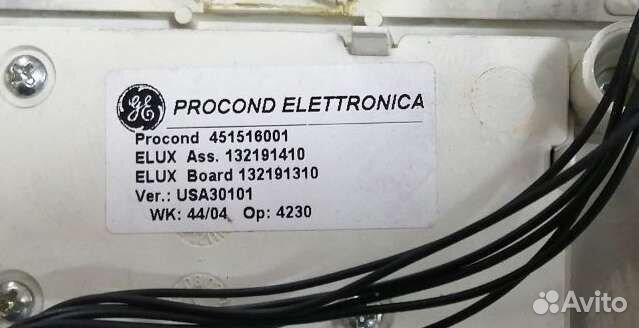 GE PROCOND ELETTRONICA
Procond 451516001
ELUX Ass. 132191410
ELUX Board 132191310
Ver.: USA30101
WK: 44/04 Op: 4230
Avito